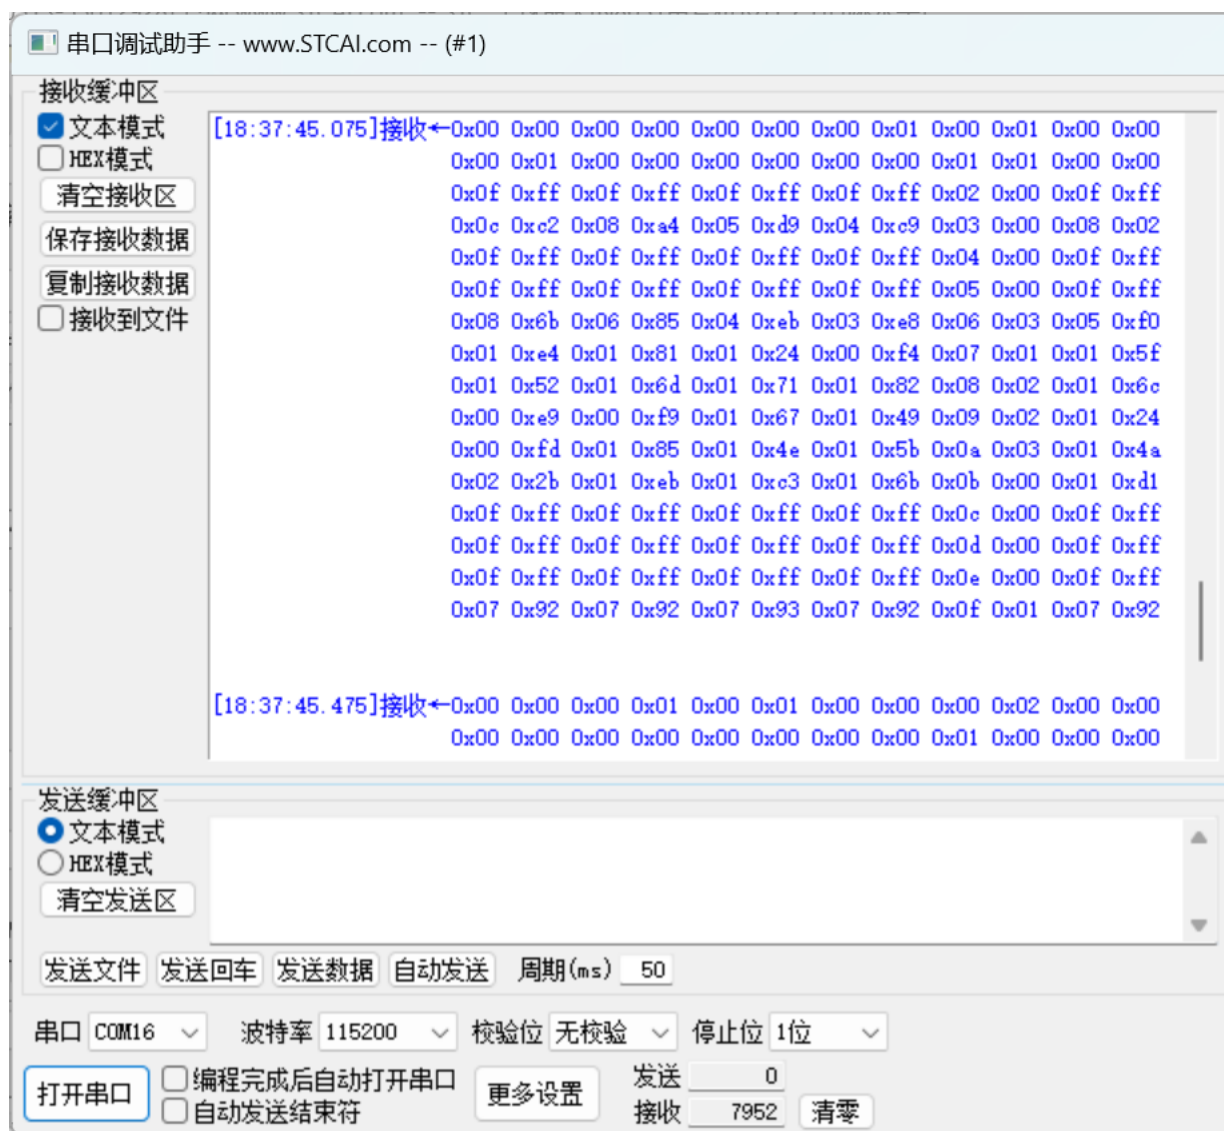 串口调试助手 -- www.STCAI.com -- (#1)
接收缓冲区
文本模式
HEX模式
清空接收区
保存接收数据
复制接收数据
接收到文件
[18:37:45.075]接收←0x00 0x00 0x00 0x00 0x00 0x00 0x00 0x01 0x00 0x01 0x00 0x00
0x00 0x01 0x00 0x00 0x00 0x00 0x00 0x00 0x01 0x01 0x00 0x00
0x0f 0xff 0x0f 0xff 0x0f 0xff 0x0f 0xff 0x02 0x00 0x0f 0xff
0x0c 0xc2 0x08 0xa4 0x05 0xd9 0x04 0xc9 0x03 0x00 0x08 0x02
0x0f 0xff 0x0f 0xff 0x0f 0xff 0x0f 0xff 0x04 0x00 0x0f 0xff
0x0f 0xff 0x0f 0xff 0x0f 0xff 0x0f 0xff 0x05 0x00 0x0f 0xff
0x08 0x6b 0x06 0x85 0x04 0xeb 0x03 0xe8 0x06 0x03 0x05 0xf0
0x01 0xe4 0x01 0x81 0x01 0x24 0x00 0xf4 0x07 0x01 0x01 0x5f
0x01 0x52 0x01 0x6d 0x01 0x71 0x01 0x82 0x08 0x02 0x01 0x6c
0x00 0xe9 0x00 0xf9 0x01 0x67 0x01 0x49 0x09 0x02 0x01 0x24
0x00 0xfd 0x01 0x85 0x01 0x4e 0x01 0x5b 0x0a 0x03 0x01 0x4a
0x02 0x2b 0x01 0xeb 0x01 0xc3 0x01 0x6b 0x0b 0x00 0x01 0xd1
0x0f 0xff 0x0f 0xff 0x0f 0xff 0x0f 0xff 0x0c 0x00 0x0f 0xff
0x0f 0xff 0x0f 0xff 0x0f 0xff 0x0f 0xff 0x0d 0x00 0x0f 0xff
0x0f 0xff 0x0f 0xff 0x0f 0xff 0x0f 0xff 0x0e 0x00 0x0f 0xff
0x07 0x92 0x07 0x92 0x07 0x93 0x07 0x92 0x0f 0x01 0x07 0x92
[18:37:45.475]接收←0x00 0x00 0x00 0x01 0x00 0x01 0x00 0x00 0x00 0x02 0x00 0x00
0x00 0x00 0x00 0x00 0x00 0x00 0x00 0x00 0x01 0x00 0x00 0x00
发送缓冲区
文本模式
HEX模式
清空发送区
发送文件 发送回车 发送数据 自动发送 周期(ms) 50
串口 COM16 波特率 115200 校验位 无校验 停止位 1位
打开串口 编程完成后自动打开串口 更多设置 发送 0
自动发送结束符 接收 7952 清零